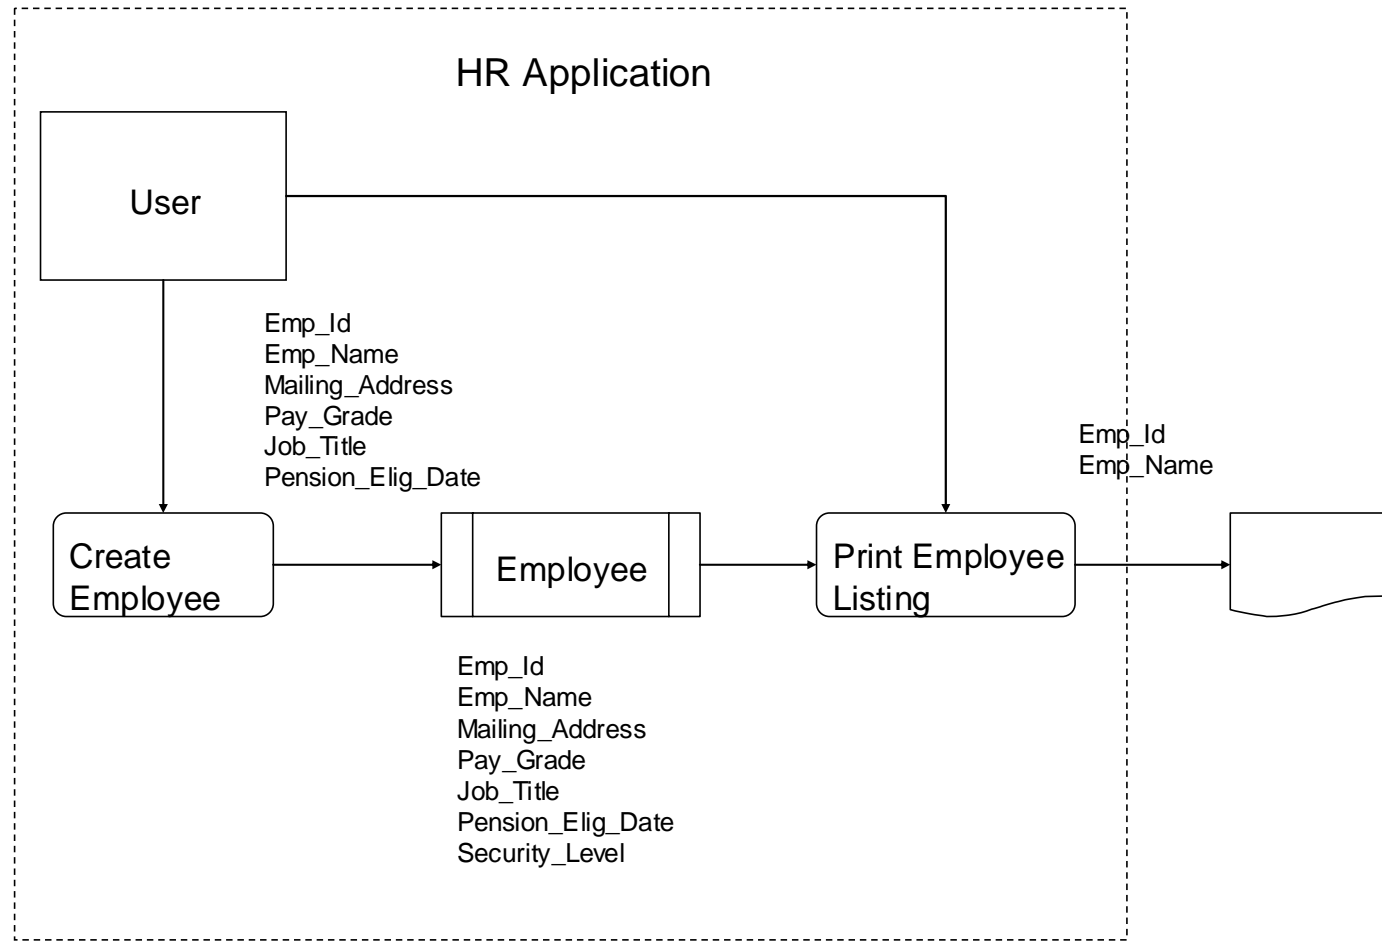 HR Application
User
Emp_Id
Emp_Name
Mailing_Address
Pay_Grade
Job_Title
Pension_Elig_Date
Emp_Id
Emp_Name
Create
Employee
Employee
Print Employee
Listing
Emp_Id
Emp_Name
Mailing_Address
Pay_Grade
Job_Title
Pension_Elig_Date
Security_Level